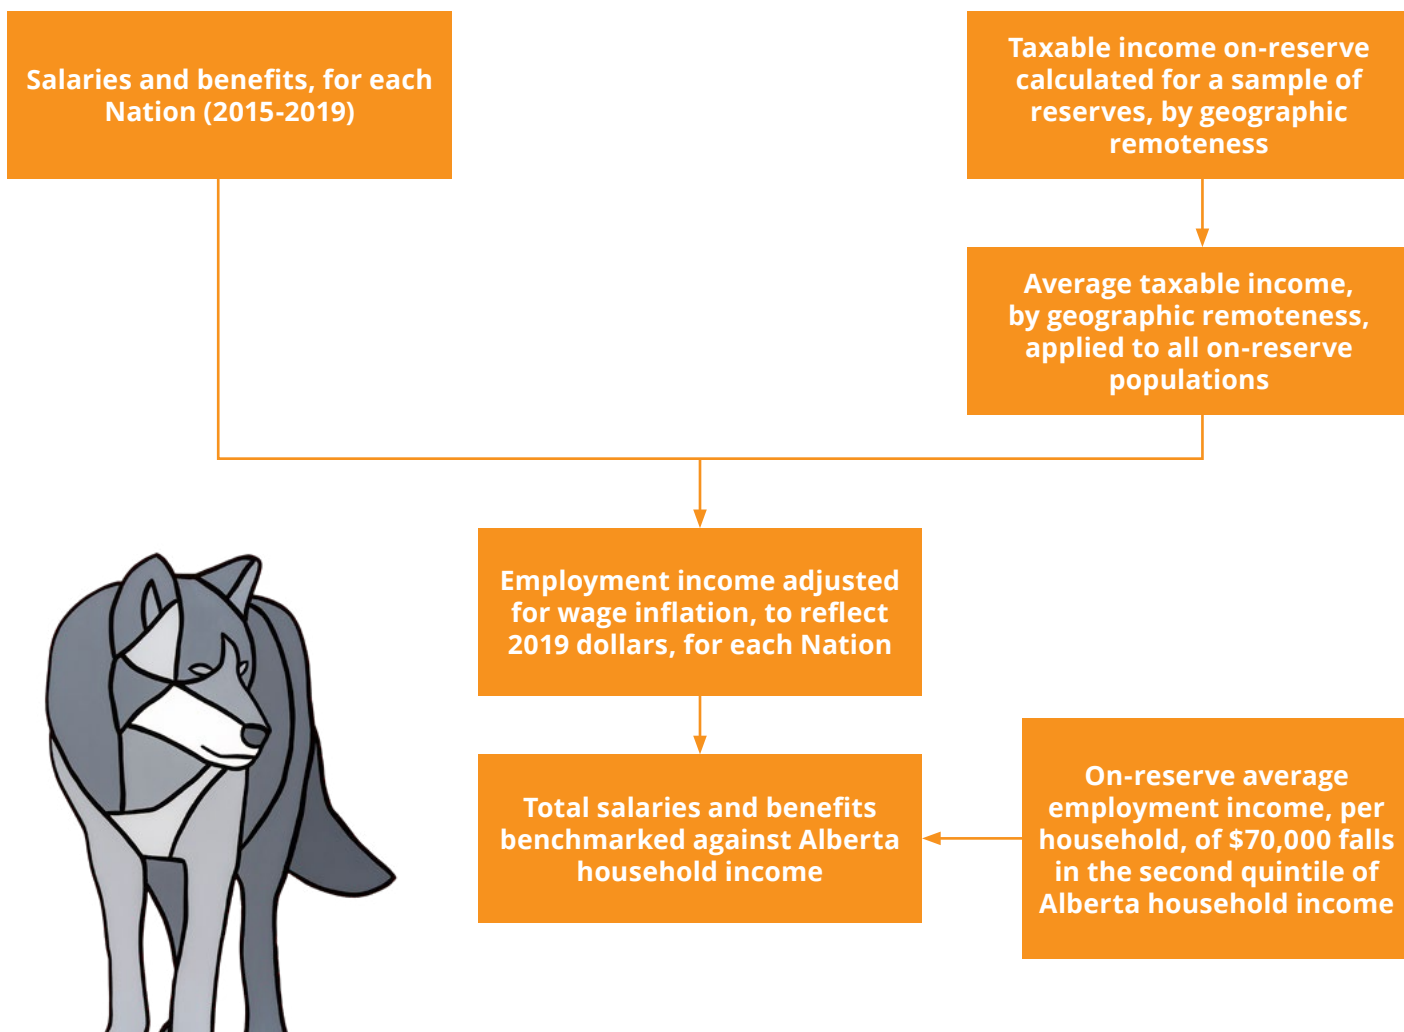 Salaries and benefits, for each
Nation (2015-2019)
Taxable income on-reserve
calculated for a sample of
reserves, by geographic
remoteness
Average taxable income,
by geographic remoteness,
applied to all on-reserve
populations
Employment income adjusted
for wage inflation, to reflect
2019 dollars, for each Nation
Total salaries and benefits
benchmarked against Alberta
household income
On-reserve average
employment income, per
household, of $70,000 falls
in the second quintile of
Alberta household income